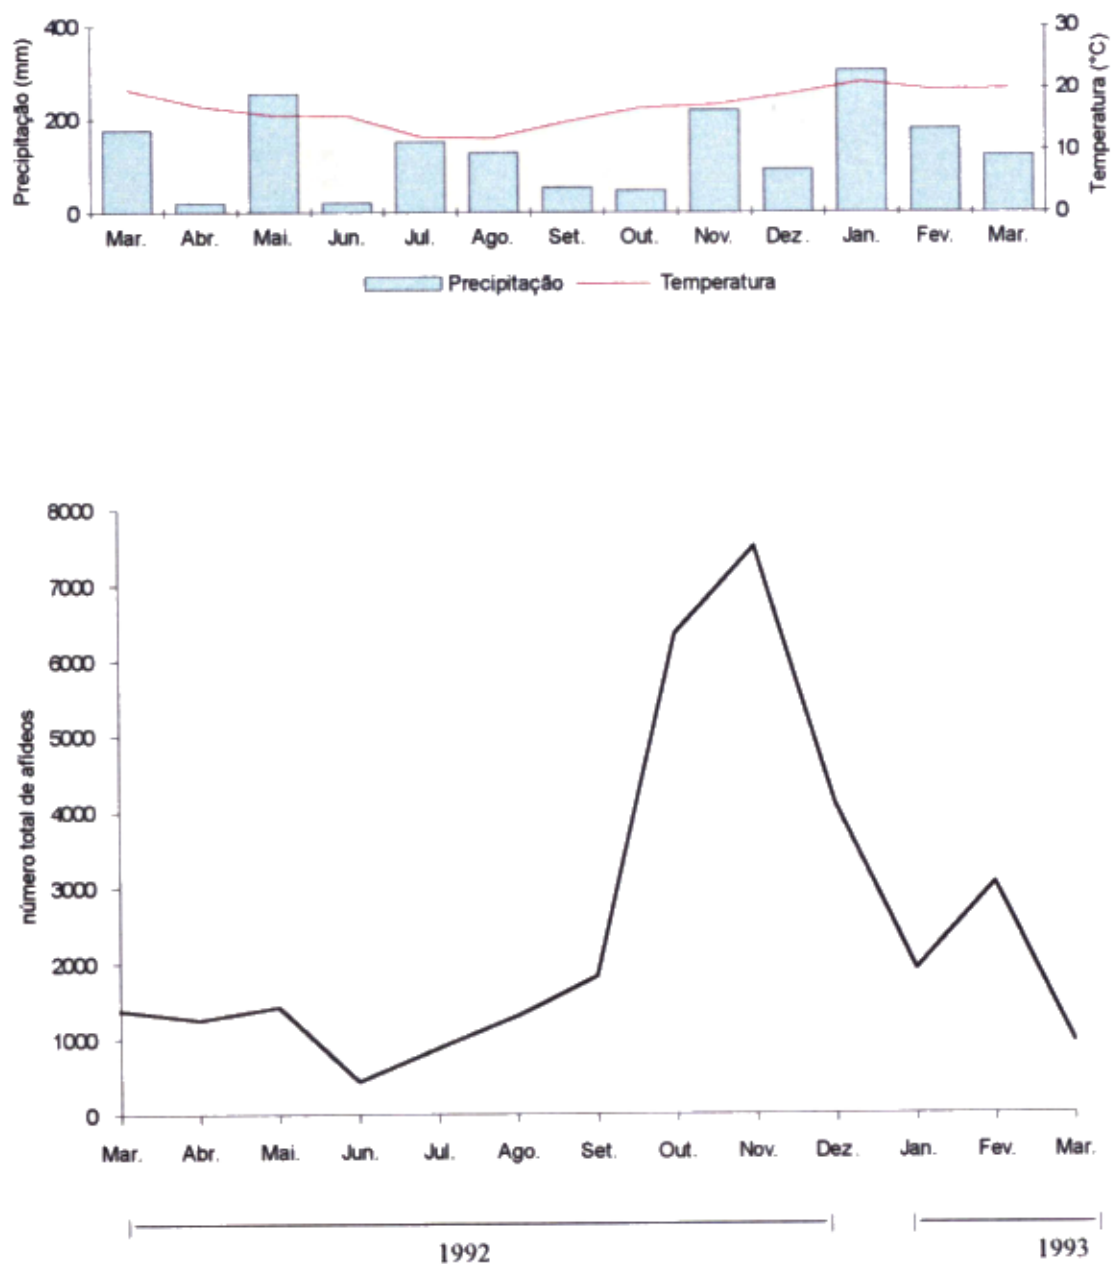 400
200
0
Precipitação (mm)
30
20
10
0
Temperatura (°C)
Mar. Abr. Mai. Jun. Jul. Ago. Set. Out. Nov. Dez. Jan. Fev. Mar.
Precipitação Temperatura
8000
7000
6000
5000
4000
3000
2000
1000
0
número total de afídeos
Mar. Abr. Mai. Jun. Jul. Ago. Set. Out. Nov. Dez. Jan. Fev. Mar.
1992 1993